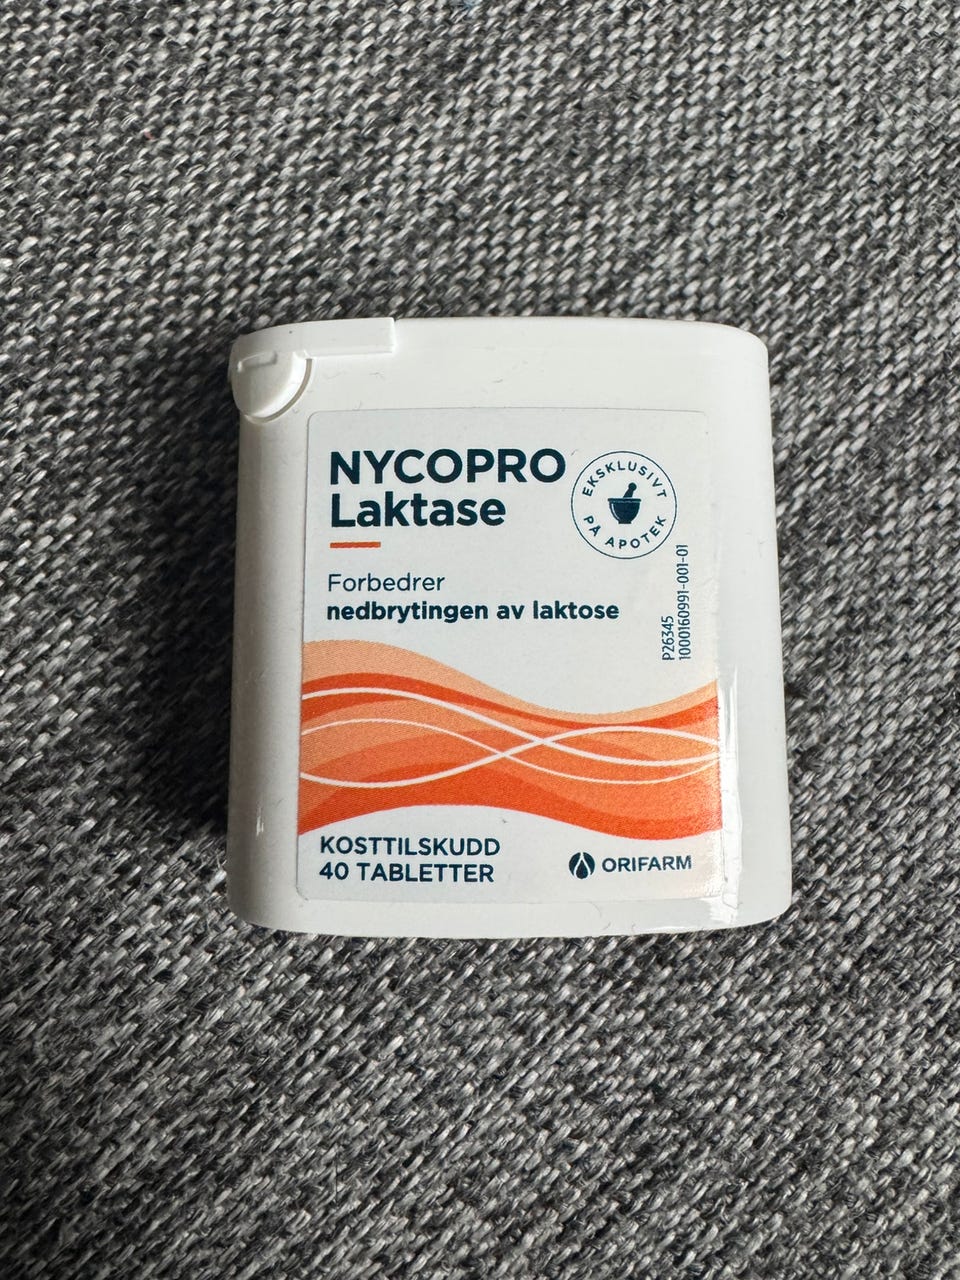 NYCOPRO
Laktase
EKSKLUSIVT
PÅ APOTEK
Forbedrer
nedbrytingen av laktose
P26345
1000160991-001-01
KOSTTILSKUDD
40 TABLETTER
ORIFARM